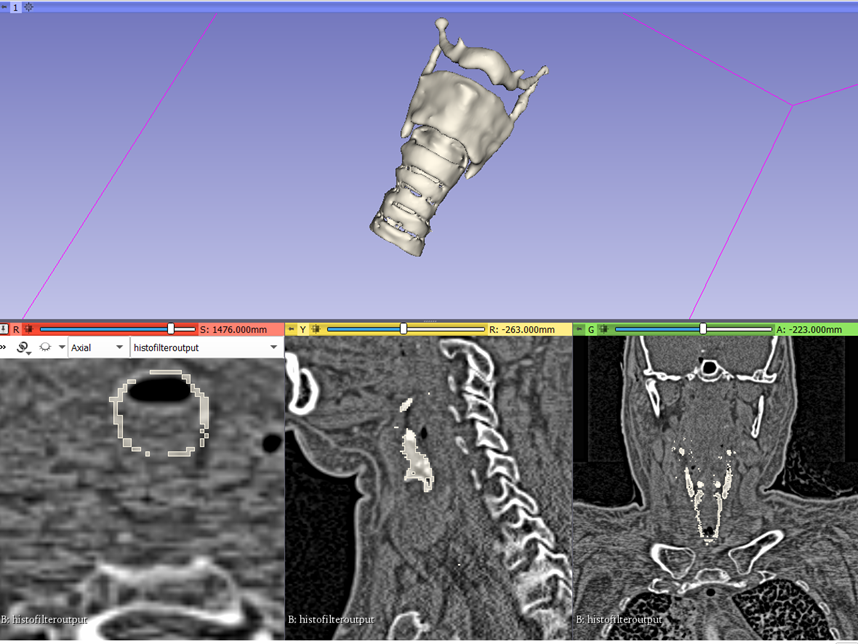 1
R S: 1476.000mm
Y R: -263.000mm
G A: -223.000mm
Axial histofilteroutput
B: histofilteroutput
B: histofilteroutput
B: histofilteroutput